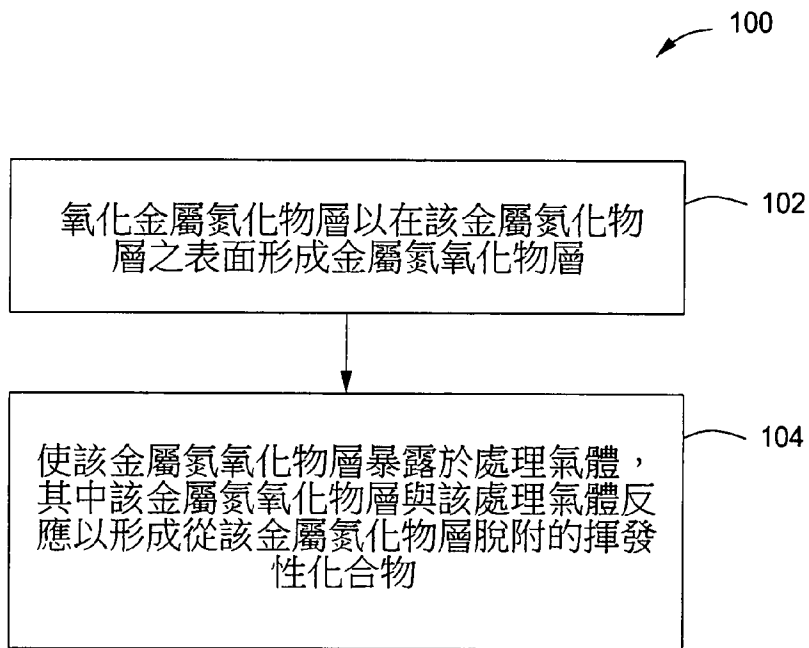 100
氧化金屬氮化物層以在該金屬氮化物
層之表面形成金屬氮氧化物層
102
使該金屬氮氧化物層暴露於處理氣體，
其中該金屬氮氧化物層與該處理氣體反
應以形成從該金屬氮化物層脫附的揮發
性化合物
104